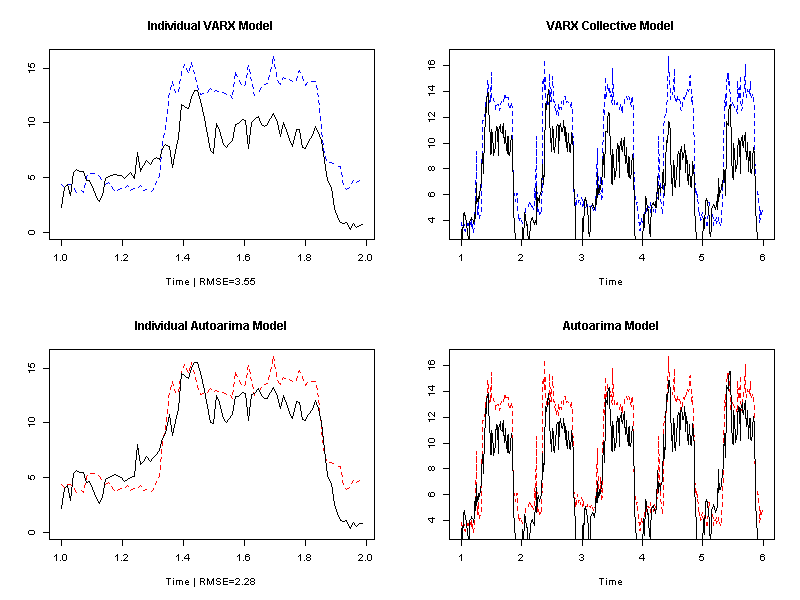 Individual VARX Model
15
10
5
0
1.0 1.2 1.4 1.6 1.8 2.0
Time | RMSE=3.55
VARX Collective Model
16
14
12
10
8
6
4
1 2 3 4 5 6
Time
Individual Autoarima Model
15
10
5
0
1.0 1.2 1.4 1.6 1.8 2.0
Time | RMSE=2.28
Autoarima Model
16
14
12
10
8
6
4
1 2 3 4 5 6
Time